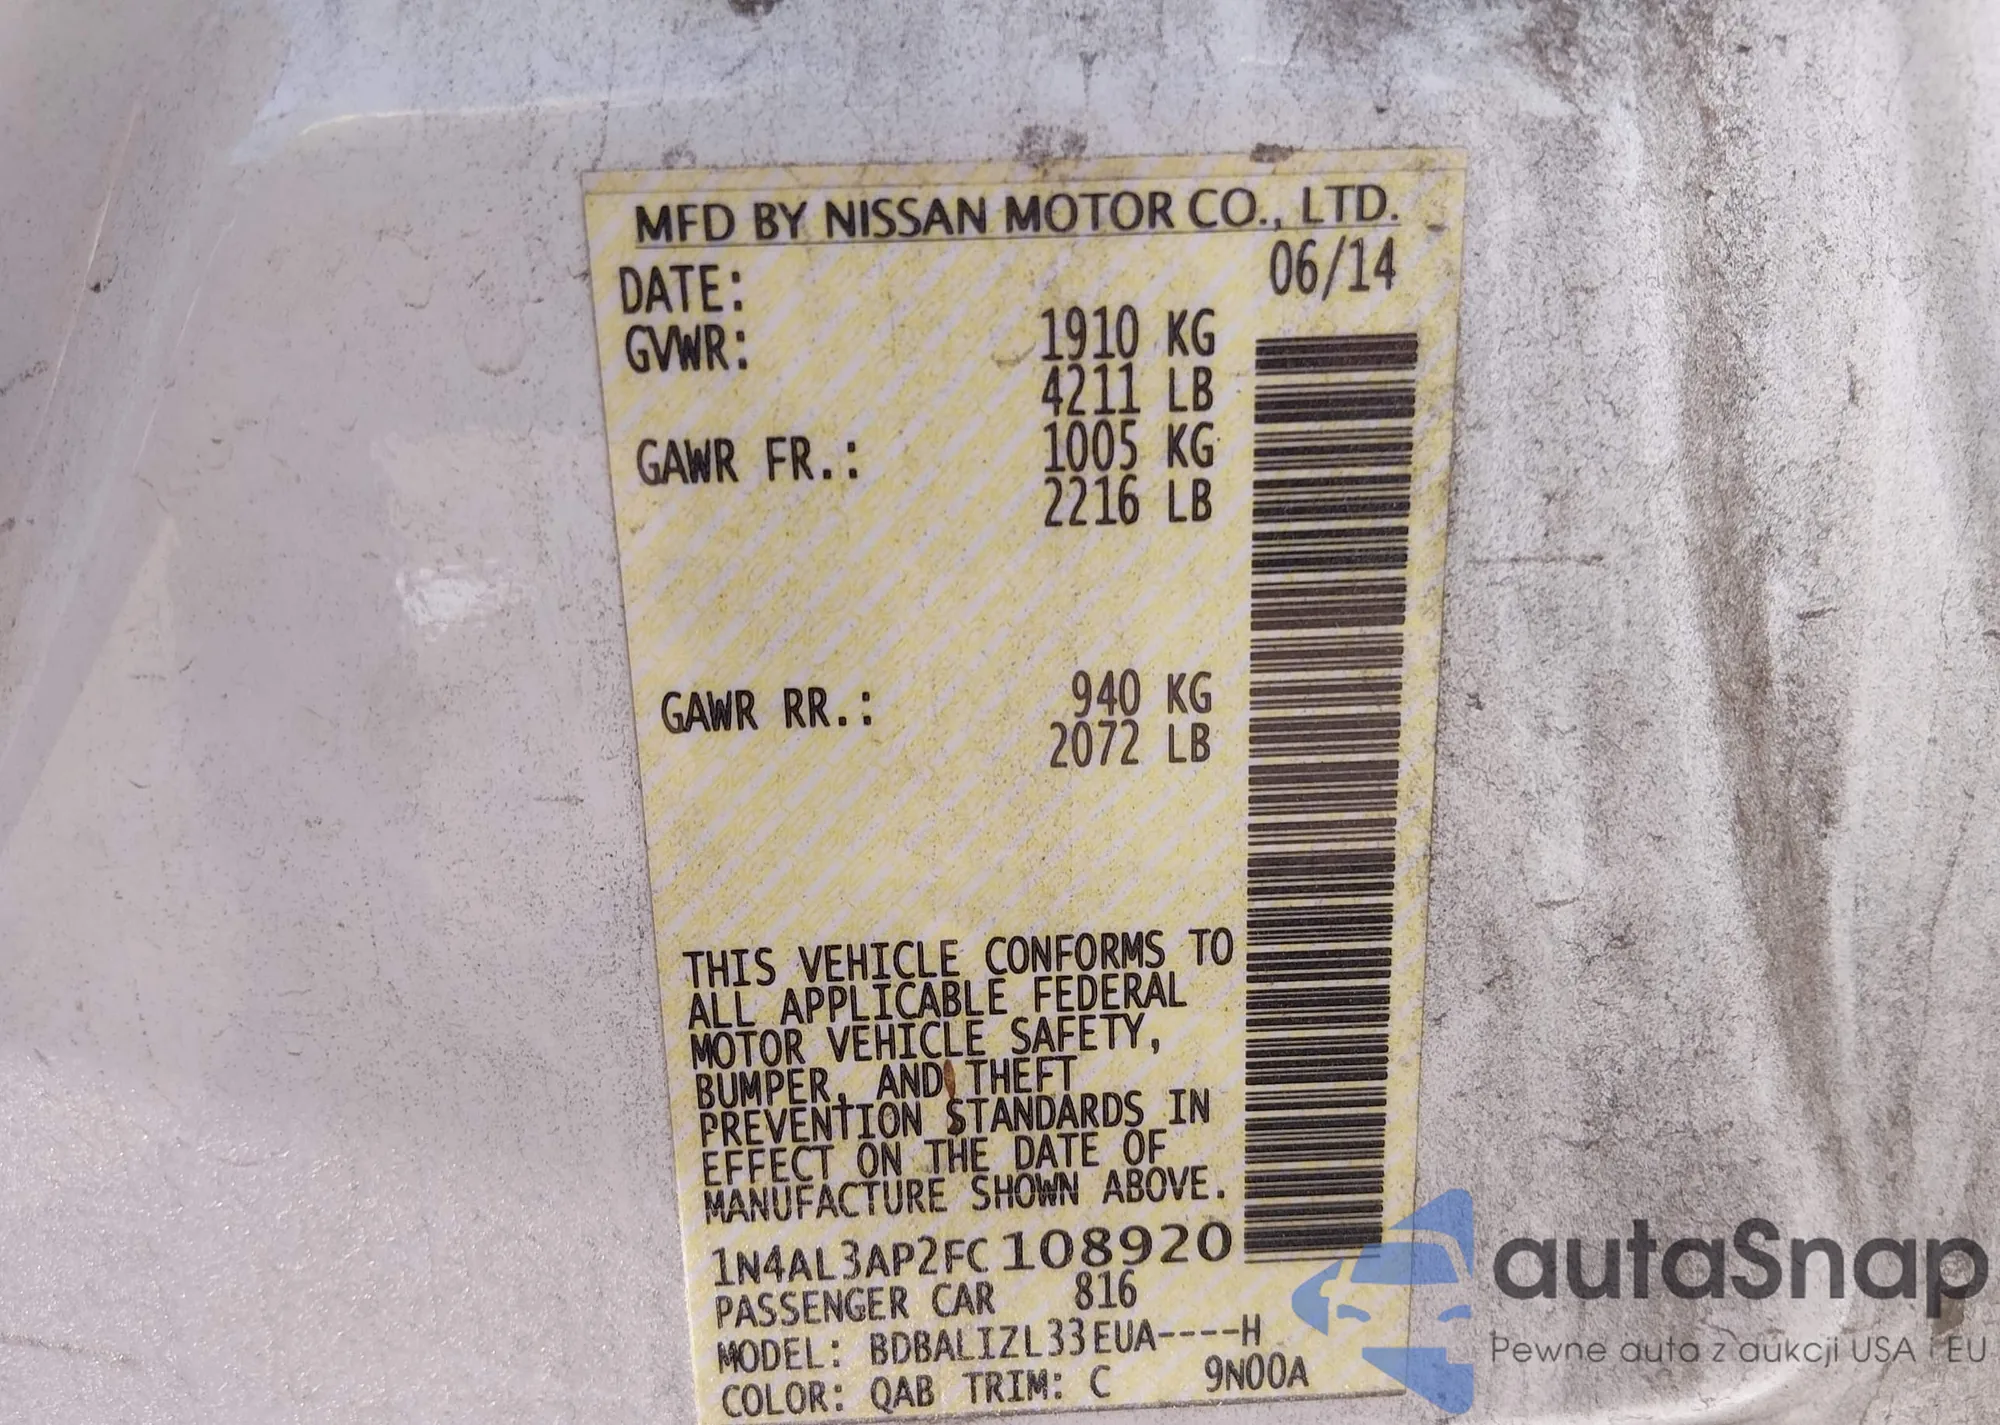 MFD BY NISSAN MOTOR CO., LTD.
DATE: 06/14
GVWR: 1910 KG
4211 LB
GAWR FR.: 1005 KG
2216 LB
GAWR RR.: 940 KG
2072 LB
THIS VEHICLE CONFORMS TO
ALL APPLICABLE FEDERAL
MOTOR VEHICLE SAFETY,
BUMPER, AND THEFT
PREVENTION STANDARDS IN
EFFECT ON THE DATE OF
MANUFACTURE SHOWN ABOVE.
1N4AL3AP2FC108920
PASSENGER CAR 816
MODEL: BDBALIZL33EUA----H
COLOR: QAB TRIM: C 9N00A
autaSnap
Pewne auta z aukcji USA i EU